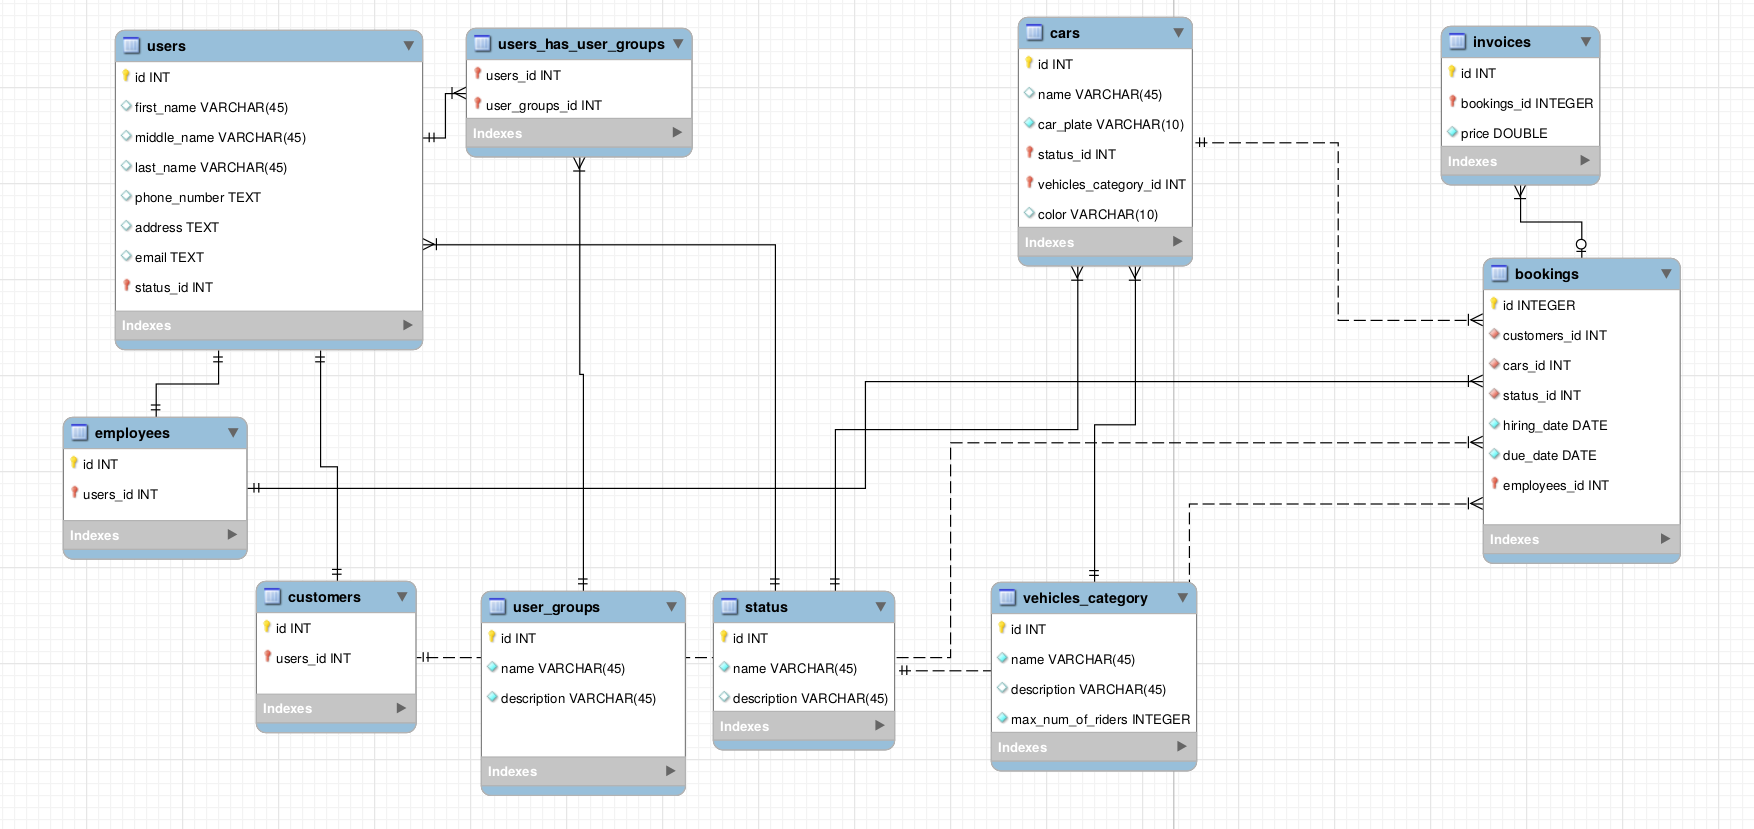 users
id INT
first_name VARCHAR(45)
middle_name VARCHAR(45)
last_name VARCHAR(45)
phone_number TEXT
address TEXT
email TEXT
status_id INT
Indexes
users_has_user_groups
users_id INT
user_groups_id INT
Indexes
cars
id INT
name VARCHAR(45)
car_plate VARCHAR(10)
status_id INT
vehicles_category_id INT
color VARCHAR(10)
Indexes
invoices
id INT
bookings_id INTEGER
price DOUBLE
Indexes
bookings
id INTEGER
customers_id INT
cars_id INT
status_id INT
hiring_date DATE
due_date DATE
employees_id INT
Indexes
employees
id INT
users_id INT
Indexes
customers
id INT
users_id INT
Indexes
user_groups
id INT
name VARCHAR(45)
description VARCHAR(45)
Indexes
status
id INT
name VARCHAR(45)
description VARCHAR(45)
Indexes
vehicles_category
id INT
name VARCHAR(45)
description VARCHAR(45)
max_num_of_riders INTEGER
Indexes